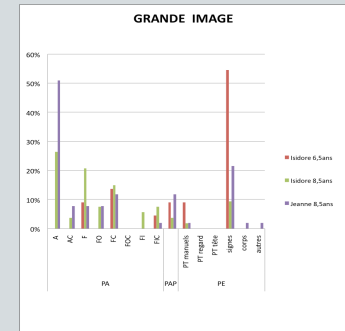 GRANDE IMAGE
60%
50%
40%
30%
20%
10%
0%
A
AC
F
FO
FC
FOC
FI
FIC
PT manuels
PT regard
PT tête
signes
corps
autres
PA
PAP
PE
Isidore 6,5ans
Isidore 8,5ans
Jeanne 8,5ans